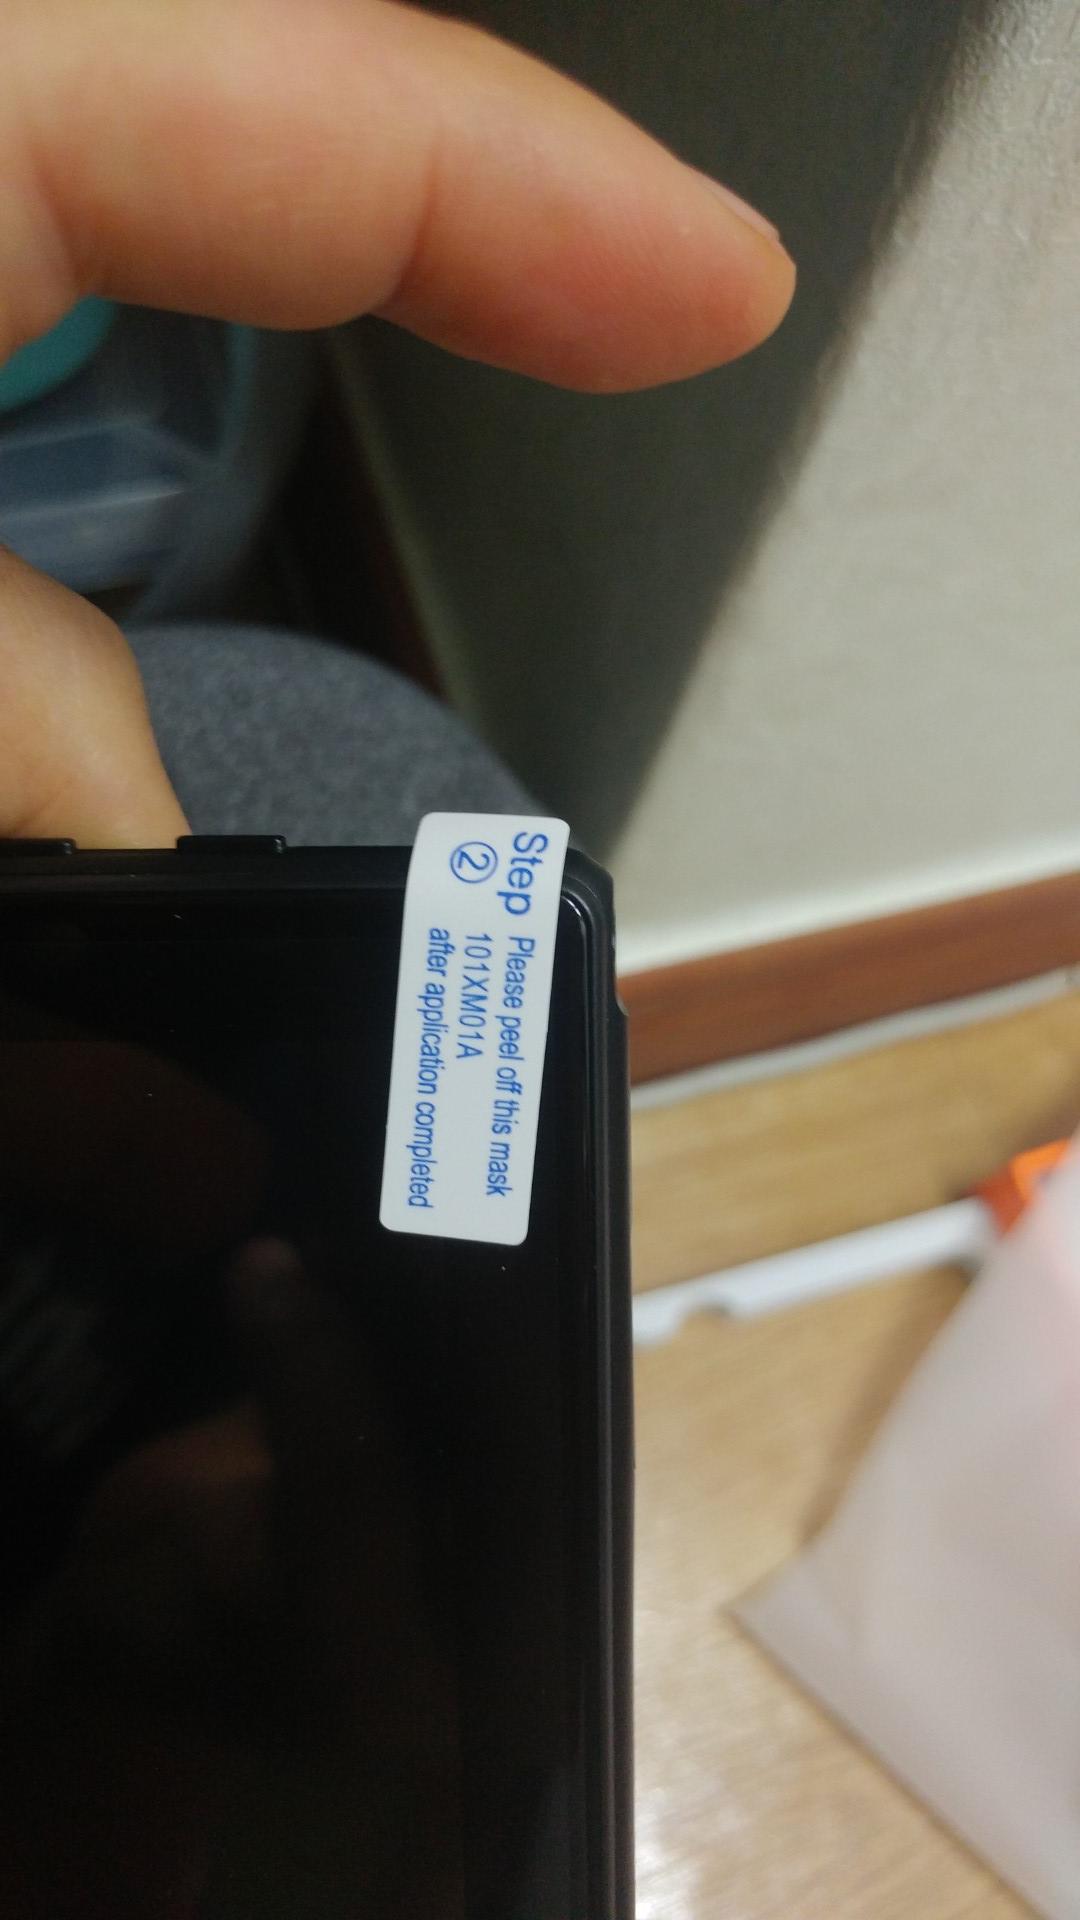 Step
②
Please peel off this mask
101XM01A
after application completed